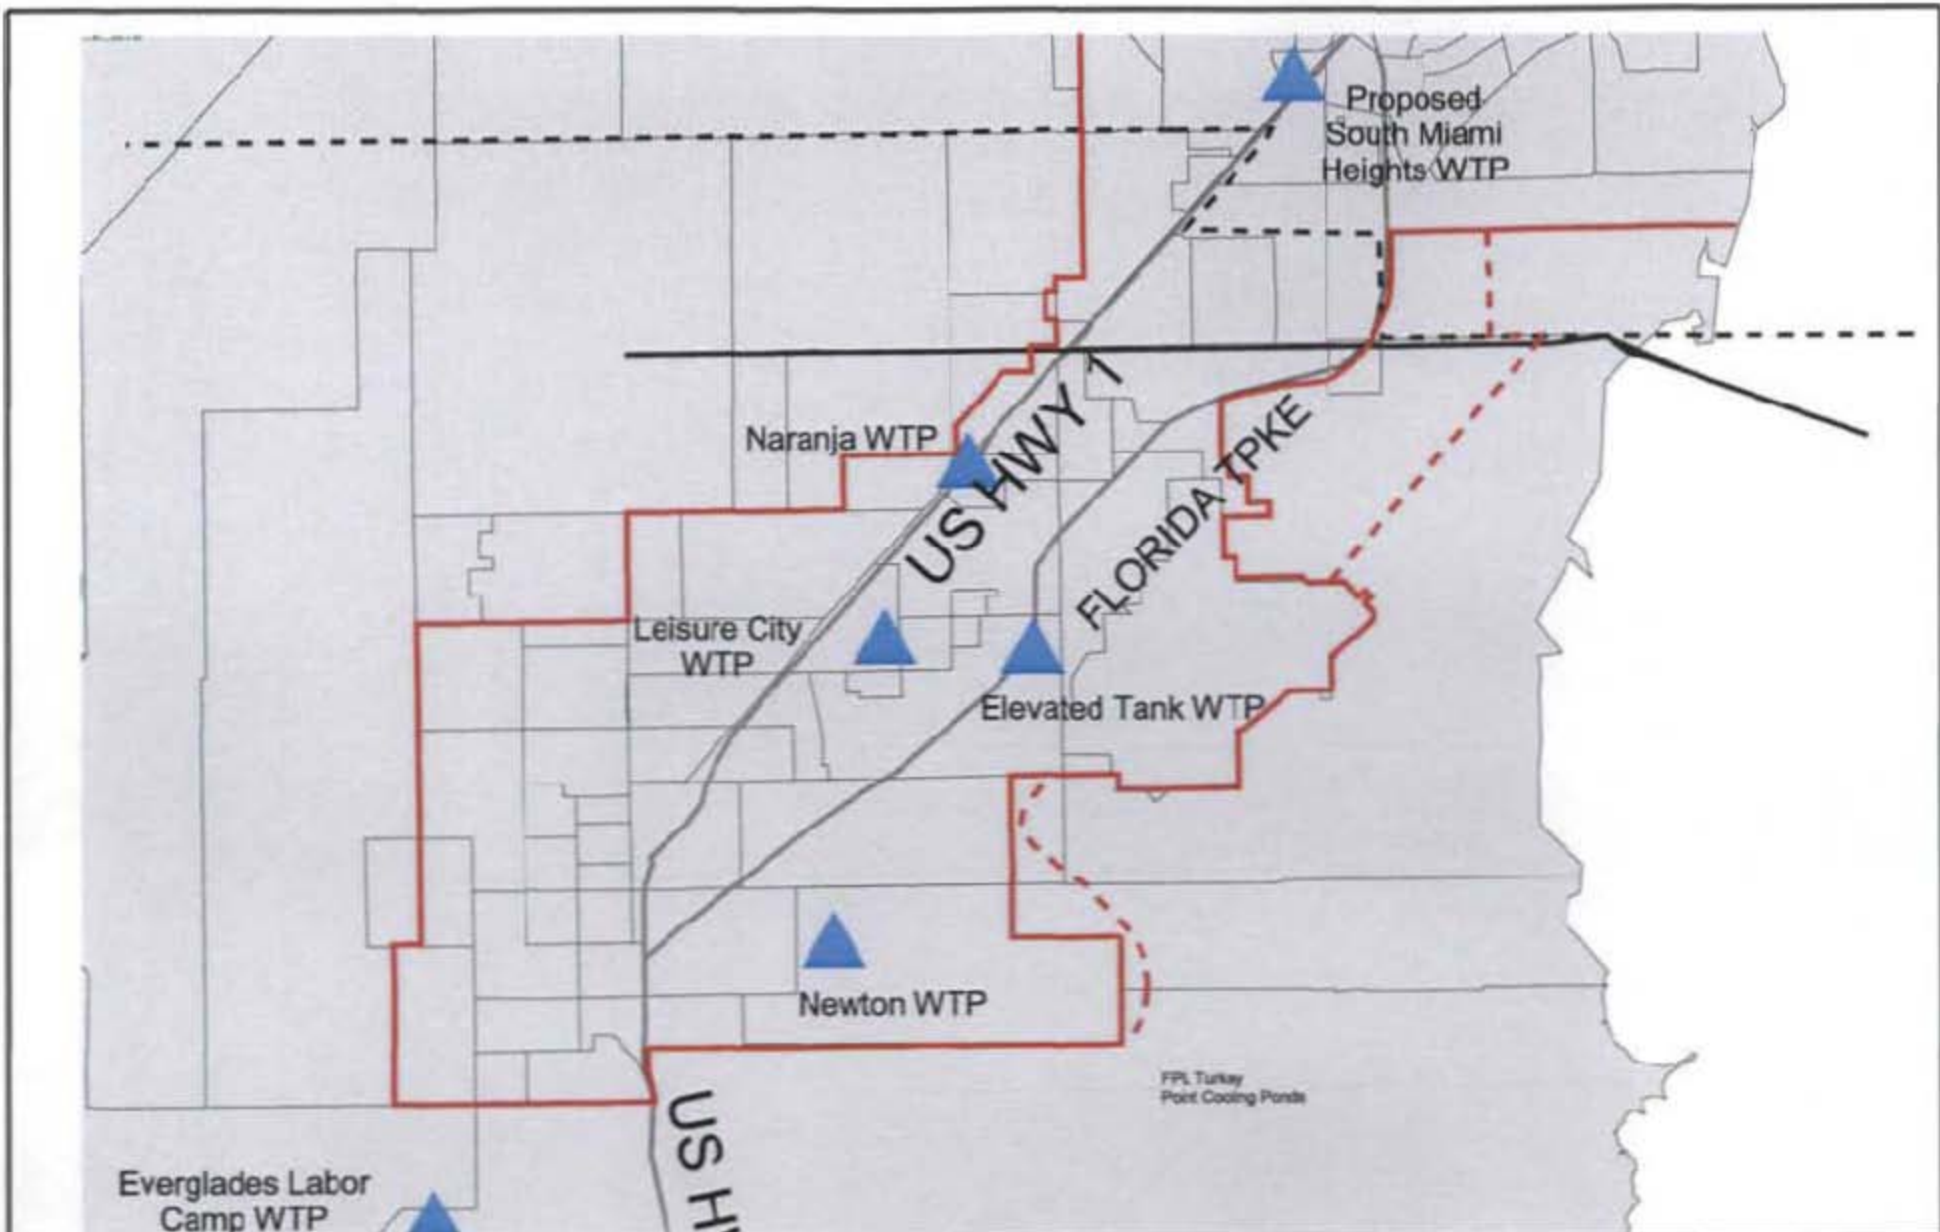 Proposed
South Miami
Heights WTP
Naranja WTP
US HWY 1
FLORIDA TPKE
Leisure City
WTP
Elevated Tank WTP
Newton WTP
FPL Turkey
Point Cooling Ponds
US H
Everglades Labor
Camp WTP